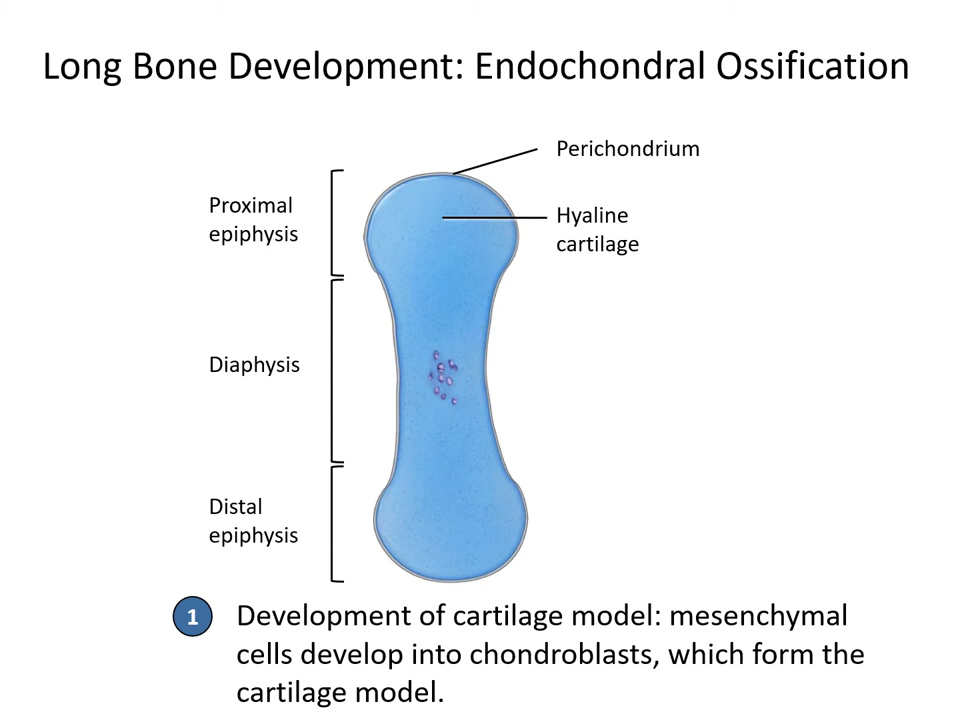 Long Bone Development: Endochondral Ossification
Perichondrium
Proximal
epiphysis
Hyaline
cartilage
Diaphysis
Distal
epiphysis
1 Development of cartilage model: mesenchymal
cells develop into chondroblasts, which form the
cartilage model.